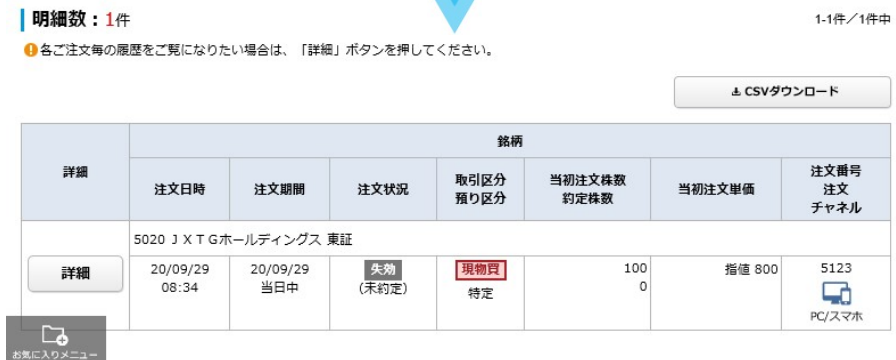 明細数：1件
1-1件／1件中
各ご注文毎の履歴をご覧になりたい場合は、「詳細」ボタンを押してください。
CSVダウンロード
銘柄
詳細
注文日時
注文期間
注文状況
取引区分
預り区分
当初注文株数
約定株数
当初注文単価
注文番号
注文
チャネル
5020 ＪＸＴＧホールディングス 東証
詳細
20/09/29
08:34
20/09/29
当日中
失効
(未約定)
現物買
特定
100
0
指値 800
5123
PC/スマホ
お気に入りメニュー